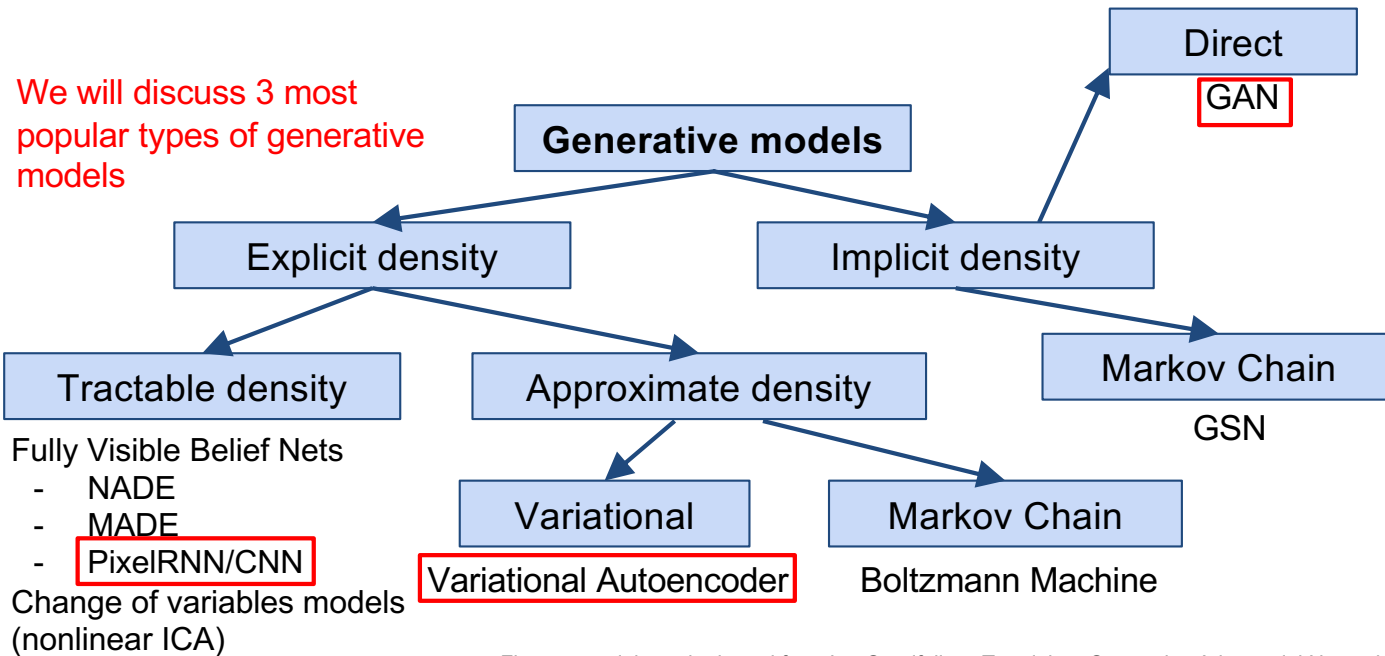 Direct
GAN
We will discuss 3 most
popular types of generative
models
Generative models
Explicit density
Implicit density
Tractable density
Approximate density
Markov Chain
GSN
Fully Visible Belief Nets
- NADE
- MADE
- PixelRNN/CNN
Change of variables models
(nonlinear ICA)
Variational
Variational Autoencoder
Markov Chain
Boltzmann Machine